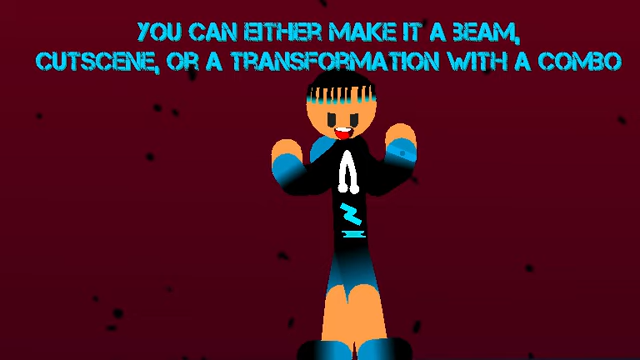 YOU CAN EITHER MAKE IT A BEAM,
CUTSCENE, OR A TRANSFORMATION WITH A COMBO